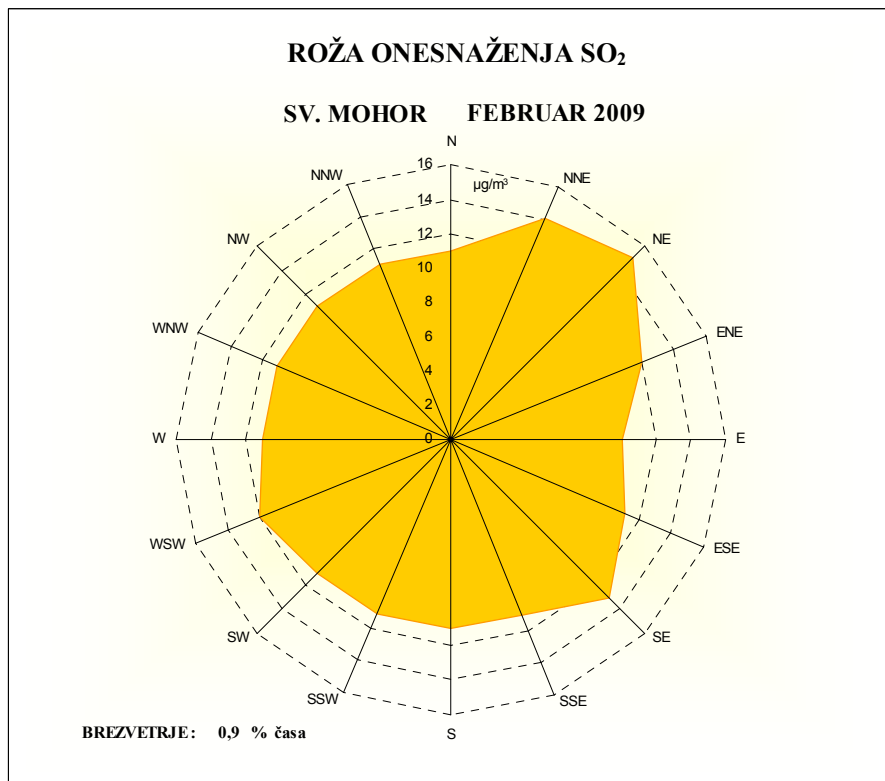 ROŽA ONESNAŽENJA SO₂
SV. MOHOR FEBRUAR 2009
N
NNE
NE
ENE
E
ESE
SE
SSE
S
SSW
SW
WSW
W
WNW
NW
NNW
µg/m³
16
14
12
10
8
6
4
2
0
BREZVETRJE : 0,9 % časa